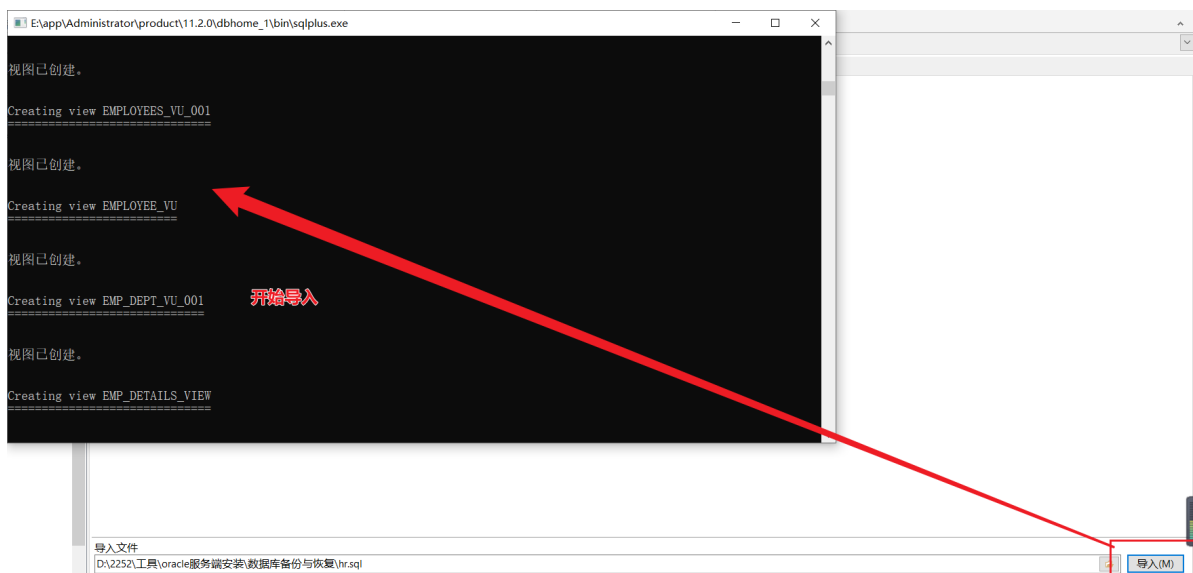 E:\app\Administrator\product\11.2.0\dbhome_1\bin\sqlplus.exe
视图已创建。
Creating view EMPLOYEES_VU_001
==============================
视图已创建。
Creating view EMPLOYEE_VU
=========================
视图已创建。
Creating view EMP_DEPT_VU_001
=============================
视图已创建。
Creating view EMP_DETAILS_VIEW
==============================
开始导入
导入文件
D:\2252\工具\oracle服务端安装\数据库备份与恢复\hr.sql
导入(M)